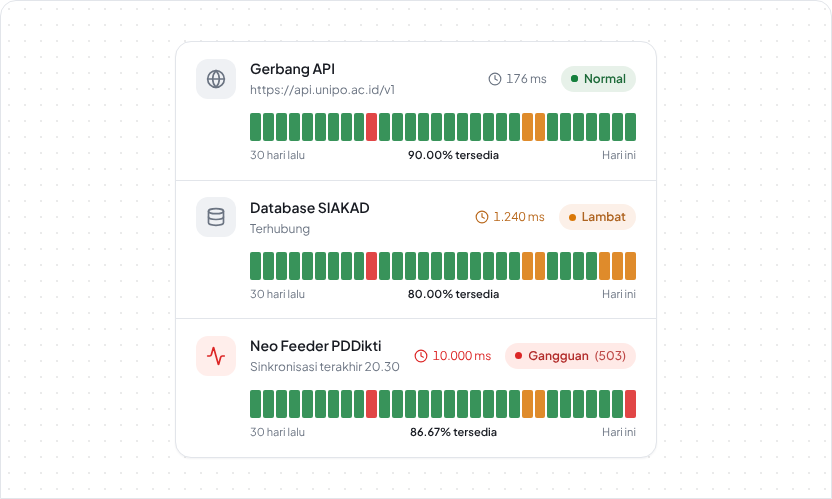 Gerbang API
176 ms
Normal
https://api.unipo.ac.id/v1
30 hari lalu
90.00% tersedia
Hari ini
Database SIAKAD
1.240 ms
Lambat
Terhubung
30 hari lalu
80.00% tersedia
Hari ini
Neo Feeder PDDikti
10.000 ms
Gangguan (503)
Sinkronisasi terakhir 20.30
30 hari lalu
86.67% tersedia
Hari ini